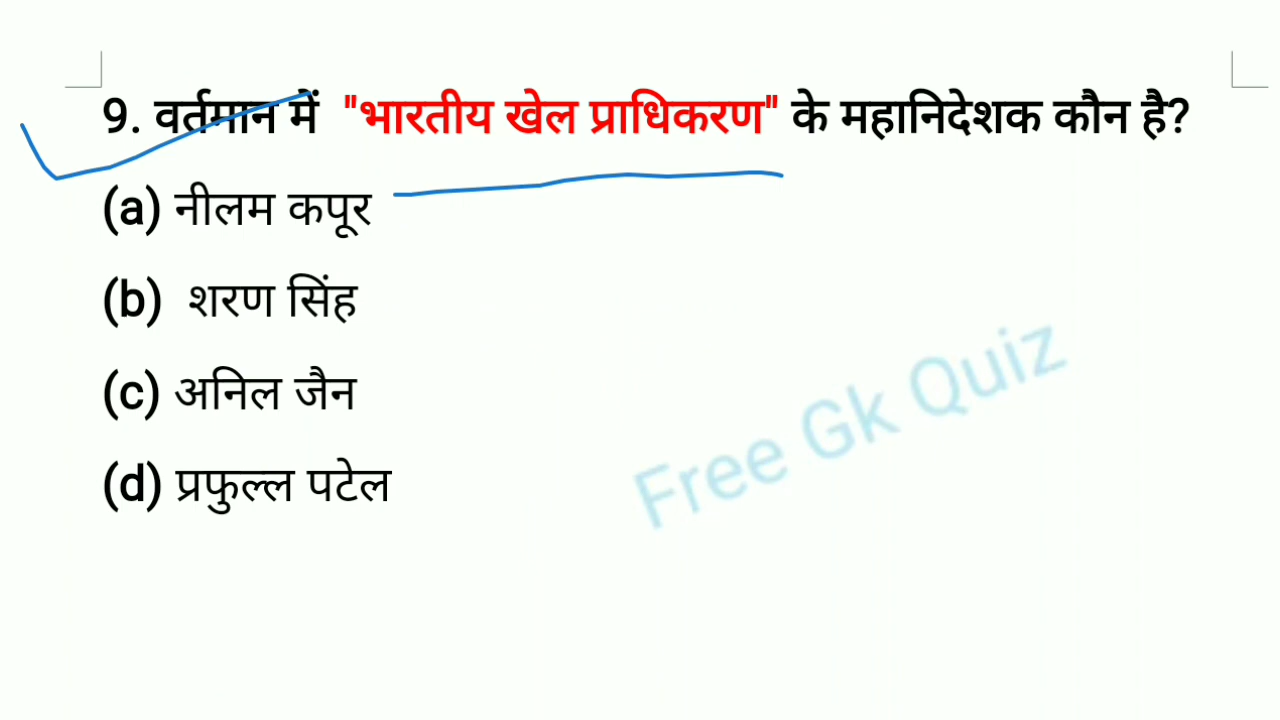 9. वर्तमान में "भारतीय खेल प्राधिकरण" के महानिदेशक कौन है?
(a) नीलम कपूर
(b) शरण सिंह
(c) अनिल जैन
(d) प्रफुल्ल पटेल
Free Gk Quiz